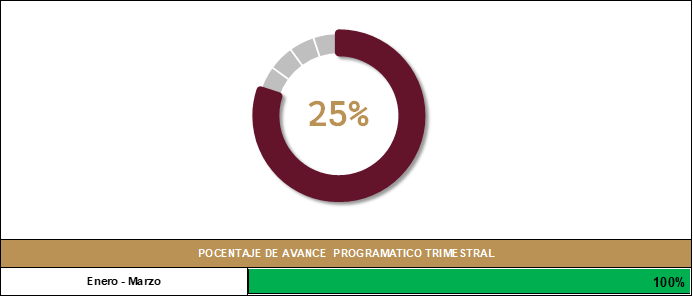 25%
POCENTAJE DE AVANCE PROGRAMATICO TRIMESTRAL
Enero - Marzo
100%